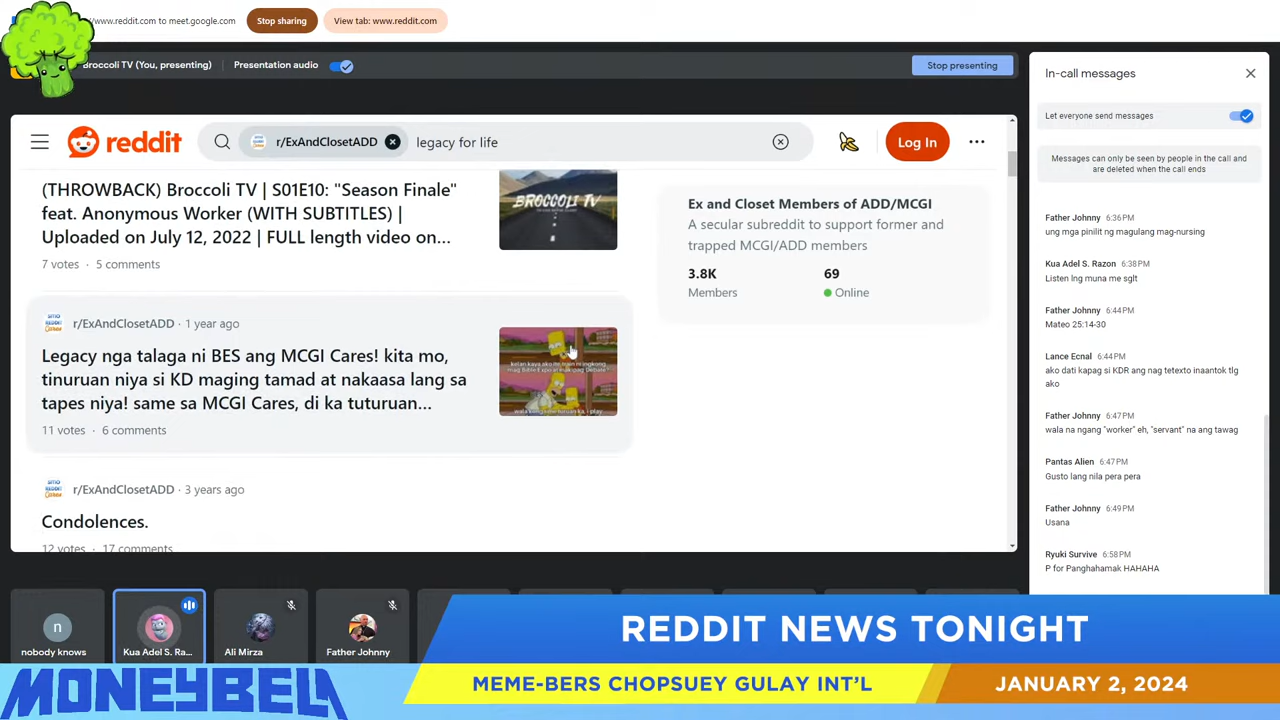 //www.reddit.com to meet.google.com
Stop sharing
View tab: www.reddit.com
Broccoli TV (You, presenting)
Presentation audio
Stop presenting
reddit
r/ExAndClosetADD
legacy for life
Log In
(THROWBACK) Broccoli TV | S01E10: "Season Finale"
feat. Anonymous Worker (WITH SUBTITLES) |
Uploaded on July 12, 2022 | FULL length video on...
7 votes · 5 comments
BROCCOLI TV
r/ExAndClosetADD · 1 year ago
Legacy nga talaga ni BES ang MCGI Cares! kita mo,
tinuruan niya si KD maging tamad at nakaasa lang sa
tapes niya! same sa MCGI Cares, di ka tuturuan...
11 votes · 6 comments
r/ExAndClosetADD · 3 years ago
Condolences.
12 votes · 17 comments
Ex and Closet Members of ADD/MCGI
A secular subreddit to support former and
trapped MCGI/ADD members
3.8K
69
Members
Online
In-call messages
Let everyone send messages
Messages can only be seen by people in the call and
are deleted when the call ends
Father Johnny 6:36 PM
ung mga pinilit ng magulang mag-nursing
Kua Adel S. Razon 6:38 PM
Listen lng muna me sglt
Father Johnny 6:44 PM
Mateo 25:14-30
Lance Ecnal 6:44 PM
ako dati kapag si KDR ang nag tetexto inaantok tlg
ako
Father Johnny 6:47 PM
wala na ngang "worker" eh, "servant" na ang tawag
Pantas Alien 6:47 PM
Gusto lang nila pera pera
Father Johnny 6:49 PM
Usana
Ryuki Survive 6:58 PM
P for Panghahamak HAHAHA
n
nobody knows
Kua Adel S. Ra...
Ali Mirza
Father Johnny
REDDIT NEWS TONIGHT
MONEYBELA
MEME-BERS CHOPSUEY GULAY INT'L
JANUARY 2, 2024